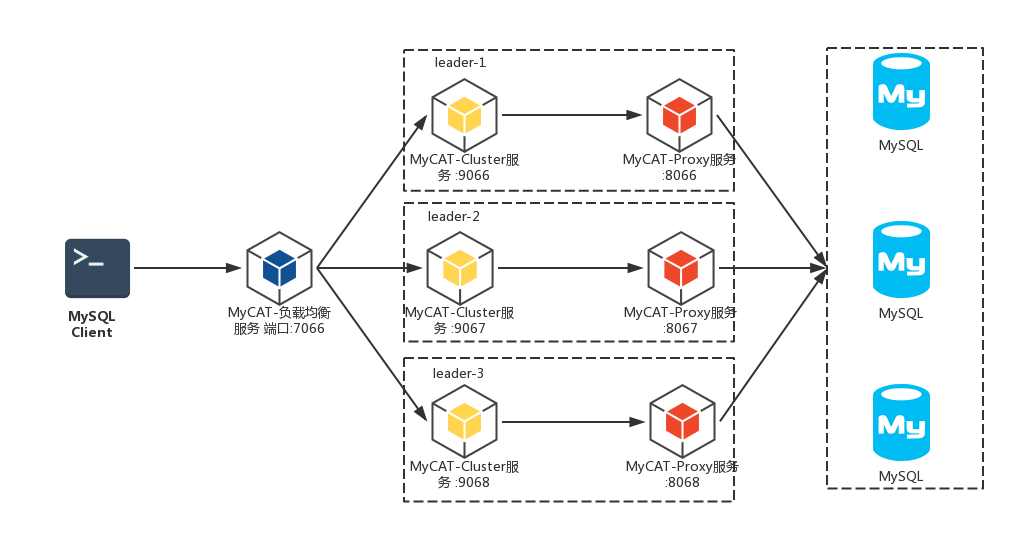 leader-1
MyCAT-Cluster服
务 :9066
MyCAT-Proxy服务
:8066
My
MySQL
leader-2
MySQL
Client
MyCAT-负载均衡
服务 端口:7066
MyCAT-Cluster服
务 :9067
MyCAT-Proxy服务
:8067
My
MySQL
leader-3
MyCAT-Cluster服
务 :9068
MyCAT-Proxy服务
:8068
My
MySQL